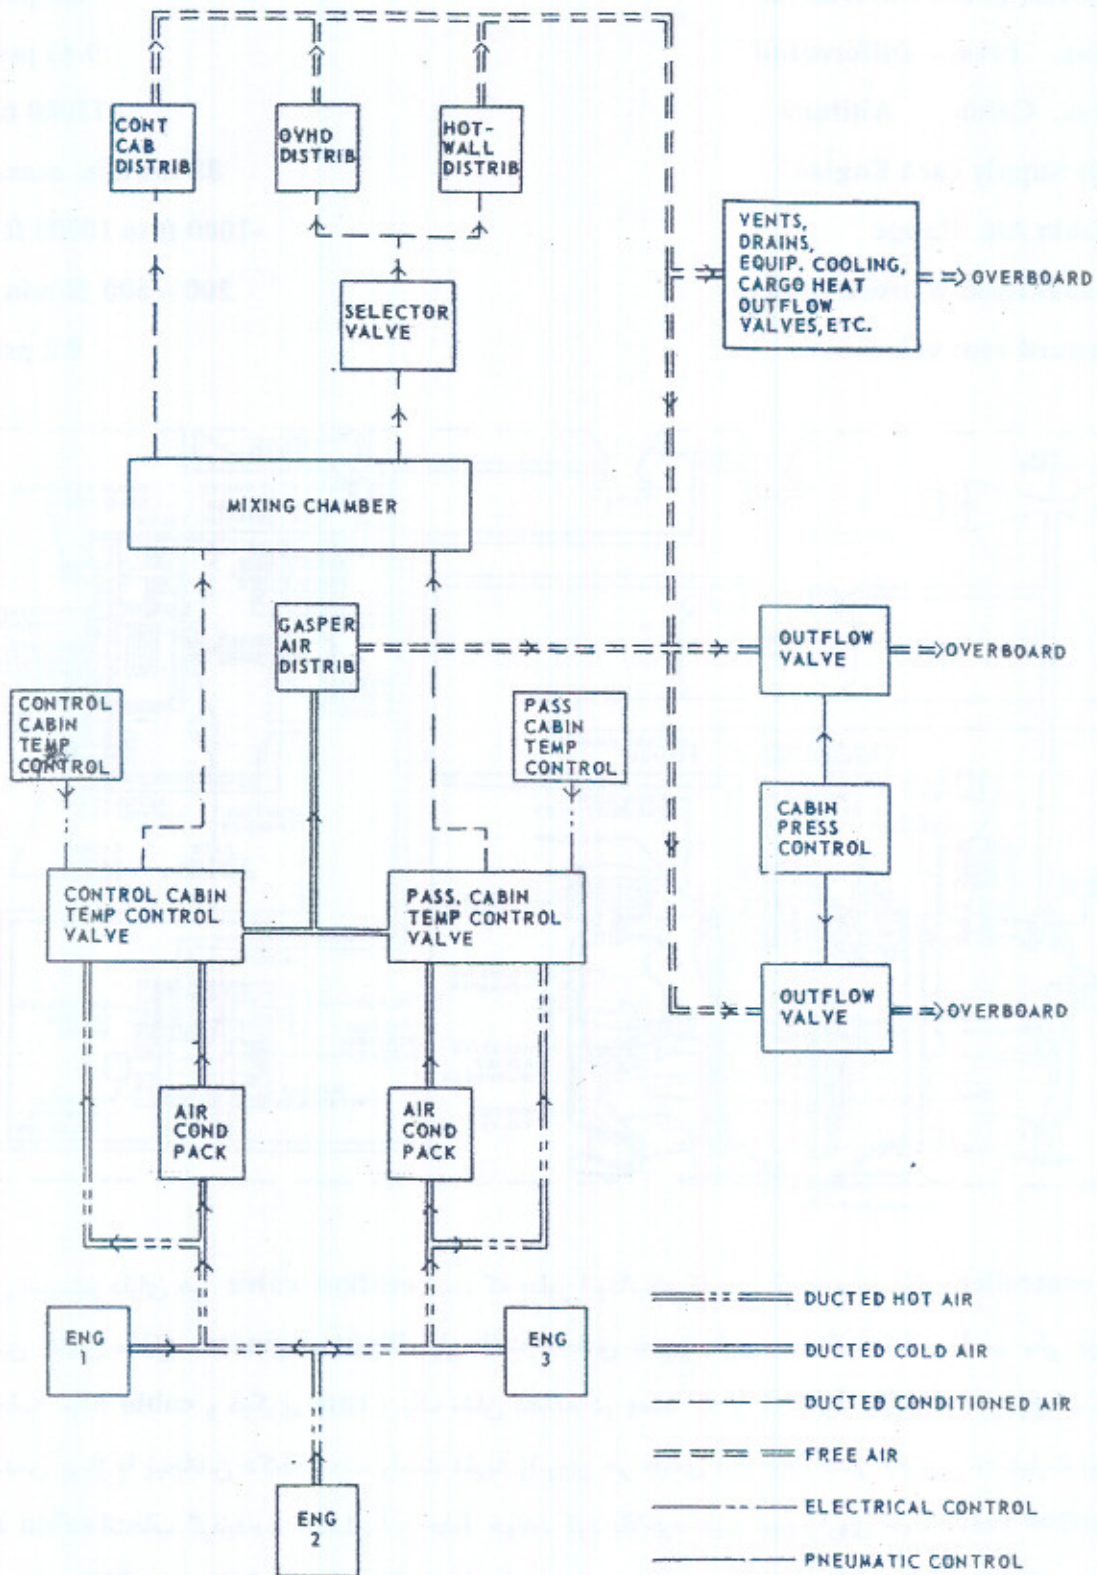 CONT
CAB
DISTRIB
OVHD
DISTRIB
HOT-
WALL
DISTRIB
VENTS,
DRAINS,
EQUIP. COOLING,
CARGO HEAT
OUTFLOW
VALVES, ETC.
OVERBOARD
SELECTOR
VALVE
MIXING CHAMBER
GASPER
AIR
DISTRIB
OUTFLOW
VALVE
OVERBOARD
CONTROL
CABIN
TEMP
CONTROL
PASS
CABIN
TEMP
CONTROL
CABIN
PRESS
CONTROL
CONTROL CABIN
TEMP CONTROL
VALVE
PASS. CABIN
TEMP CONTROL
VALVE
OUTFLOW
VALVE
OVERBOARD
AIR
COND
PACK
AIR
COND
PACK
ENG
1
ENG
3
ENG
2
DUCTED HOT AIR
DUCTED COLD AIR
DUCTED CONDITIONED AIR
FREE AIR
ELECTRICAL CONTROL
PNEUMATIC CONTROL